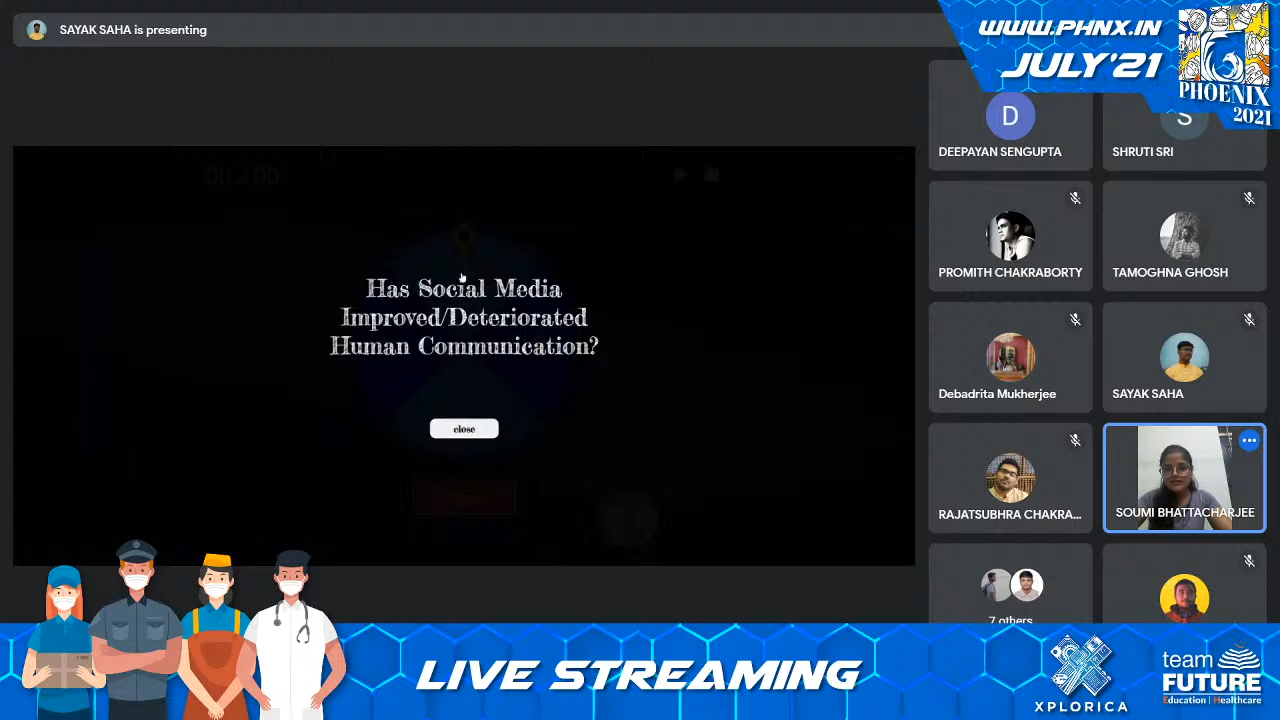 SAYAK SAHA is presenting
WWW.PHNX.IN
JULY'21
PHOENIX
2021
D
DEEPAYAN SENGUPTA
S
SHRUTI SRI
PROMITH CHAKRABORTY
TAMOGHNA GHOSH
Has Social Media
Improved/Deteriorated
Human Communication?
close
Debadrita Mukherjee
SAYAK SAHA
RAJATSUBHRA CHAKRA...
SOUMI BHATTACHARJEE
7 others
LIVE STREAMING
XPLORICA
team
FUTURE
Education | Healthcare